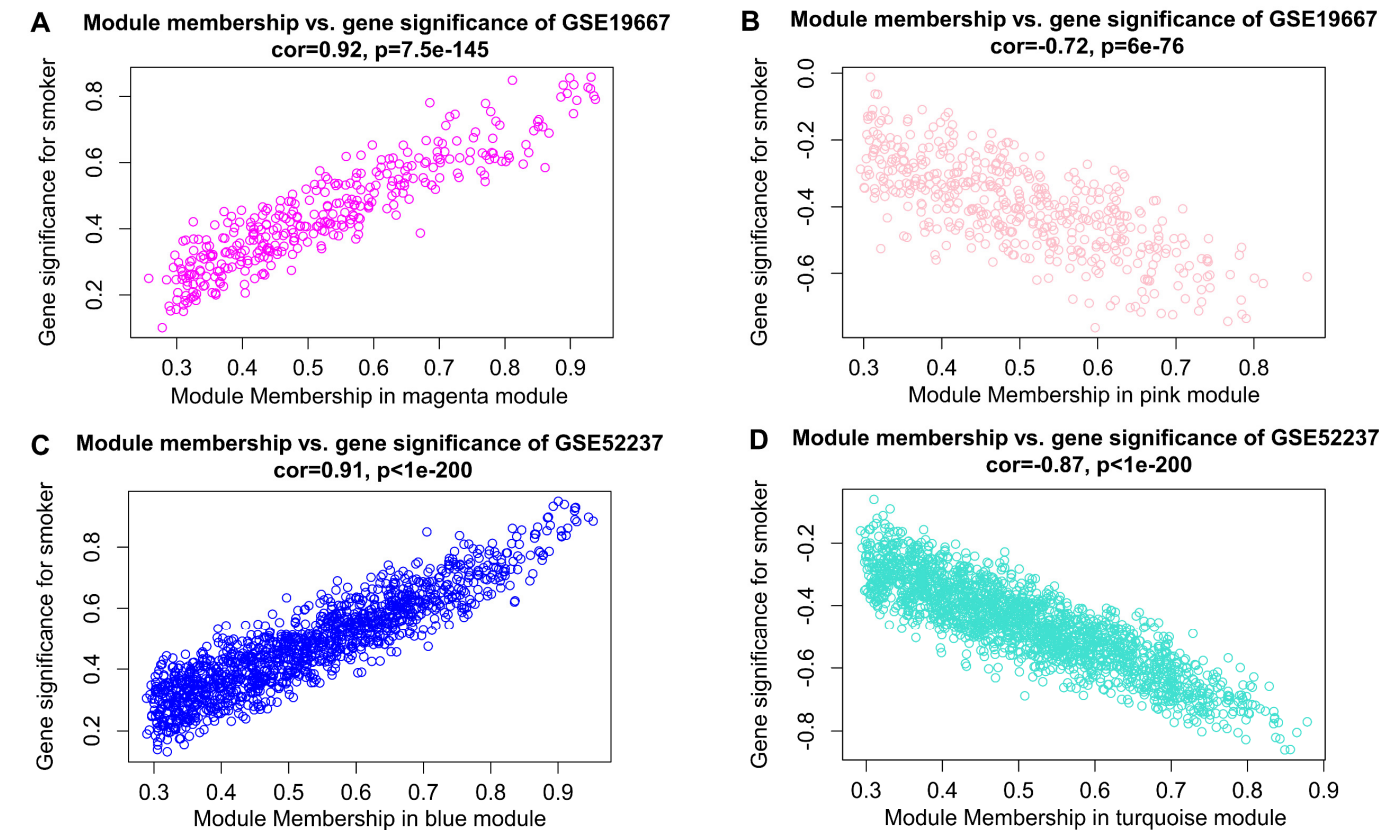 A
Module membership vs. gene significance of GSE19667
cor=0.92, p=7.5e-145
Gene significance for smoker
0.8
0.6
0.4
0.2
0.3 0.4 0.5 0.6 0.7 0.8 0.9
Module Membership in magenta module
B
Module membership vs. gene significance of GSE19667
cor=-0.72, p=6e-76
Gene significance for smoker
0.0
-0.2
-0.4
-0.6
0.3 0.4 0.5 0.6 0.7 0.8
Module Membership in pink module
C
Module membership vs. gene significance of GSE52237
cor=0.91, p<1e-200
Gene significance for smoker
0.8
0.6
0.4
0.2
0.3 0.4 0.5 0.6 0.7 0.8 0.9
Module Membership in blue module
D
Module membership vs. gene significance of GSE52237
cor=-0.87, p<1e-200
Gene significance for smoker
-0.2
-0.4
-0.6
-0.8
0.3 0.4 0.5 0.6 0.7 0.8 0.9
Module Membership in turquoise module